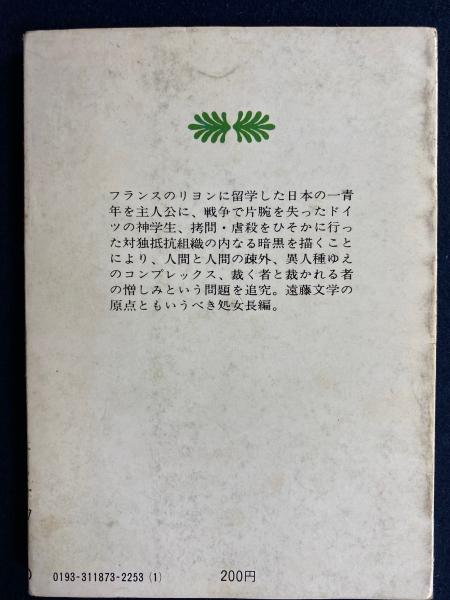 フランスのリヨンに留学した日本の一青
年を主人公に、戦争で片腕を失ったドイ
ツの神学生、拷問・虐殺をひそかに行っ
た対独抵抗組織の内なる暗黒を描くこと
により、人間と人間の疎外、異人種ゆえ
のコンプレックス、裁く者と裁かれる者
の憎しみという問題を追究。遠藤文学の
原点ともいうべき処女長編。
0193-311873-2253 (1)
200円